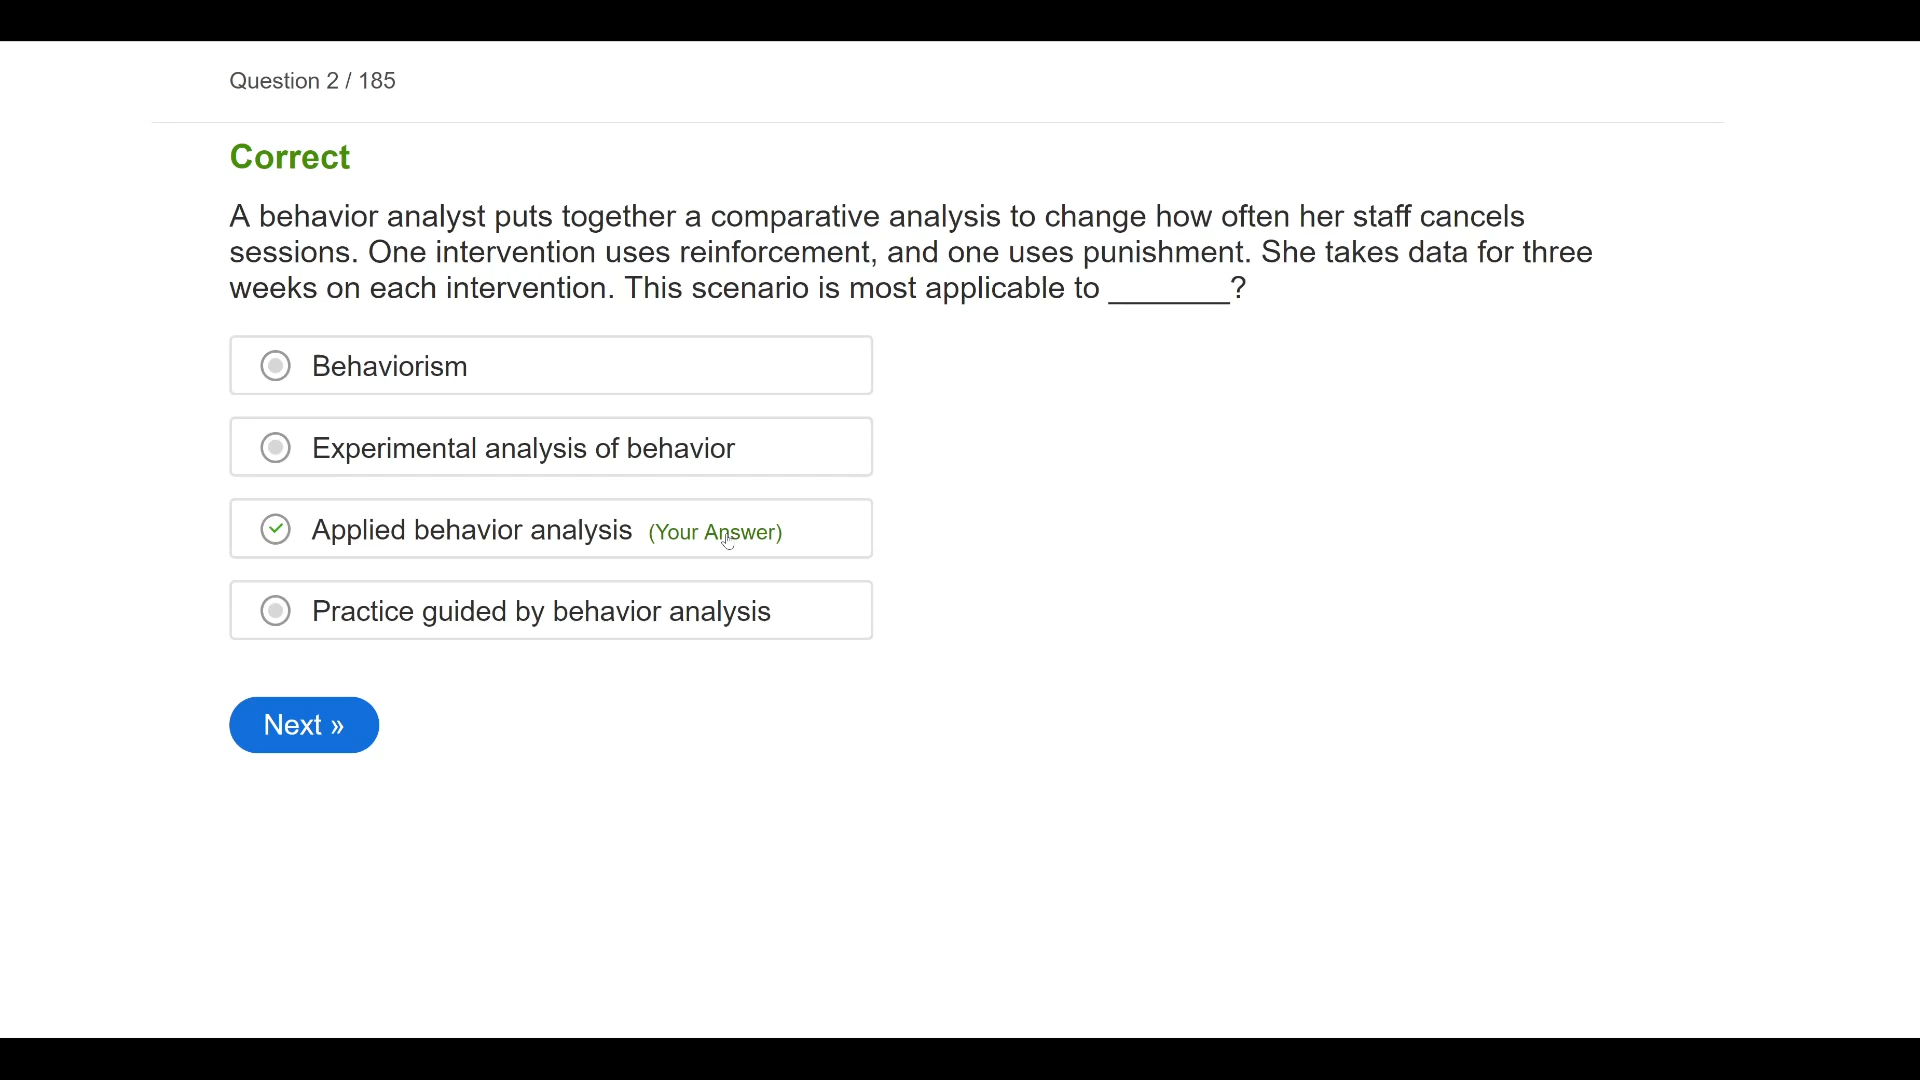 Question 2 / 185
Correct
A behavior analyst puts together a comparative analysis to change how often her staff cancels
sessions. One intervention uses reinforcement, and one uses punishment. She takes data for three
weeks on each intervention. This scenario is most applicable to ________?
Behaviorism
Experimental analysis of behavior
Applied behavior analysis (Your Answer)
Practice guided by behavior analysis
Next »